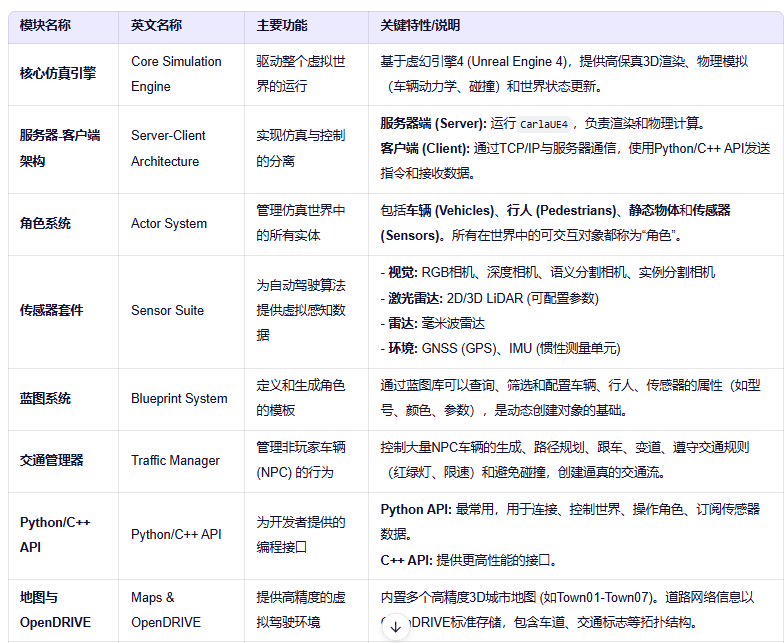 模块名称 英文名称 主要功能 关键特性/说明
核心仿真引擎
Core Simulation
Engine
驱动整个虚拟世
界的运行
基于虚幻引擎4 (Unreal Engine 4)，提供高保真3D渲染、物理模拟
（车辆动力学、碰撞）和世界状态更新。
服务器-客户端
架构
Server-Client
Architecture
实现仿真与控制
的分离
服务器端 (Server): 运行 CarlaUE4 ，负责渲染和物理计算。
客户端 (Client): 通过TCP/IP与服务器通信，使用Python/C++ API发送
指令和接收数据。
角色系统
Actor System
管理仿真世界中
的所有实体
包括车辆 (Vehicles)、行人 (Pedestrians)、静态物体和传感器
(Sensors)。所有在世界中的可交互对象都称为“角色”。
传感器套件
Sensor Suite
为自动驾驶算法
提供虚拟感知数
据
- 视觉: RGB相机、深度相机、语义分割相机、实例分割相机
- 激光雷达: 2D/3D LiDAR (可配置参数)
- 雷达: 毫米波雷达
- 环境: GNSS (GPS)、IMU (惯性测量单元)
蓝图系统
Blueprint System
定义和生成角色
的模板
通过蓝图库可以查询、筛选和配置车辆、行人、传感器的属性（如型
号、颜色、参数），是动态创建对象的基础。
交通管理器
Traffic Manager
管理非玩家车辆
(NPC) 的行为
控制大量NPC车辆的生成、路径规划、跟车、变道、遵守交通规则
（红绿灯、限速）和避免碰撞，创建逼真的交通流。
Python/C++
API
Python/C++ API
为开发者提供的
编程接口
Python API: 最常用，用于连接、控制世界、操作角色、订阅传感器
数据。
C++ API: 提供更高性能的接口。
地图与
OpenDRIVE
Maps &
OpenDRIVE
提供高精度的虚
拟驾驶环境
内置多个高精度3D城市地图 (如Town01-Town07)。道路网络信息以
OpenDRIVE标准存储，包含车道、交通标志等拓扑结构。